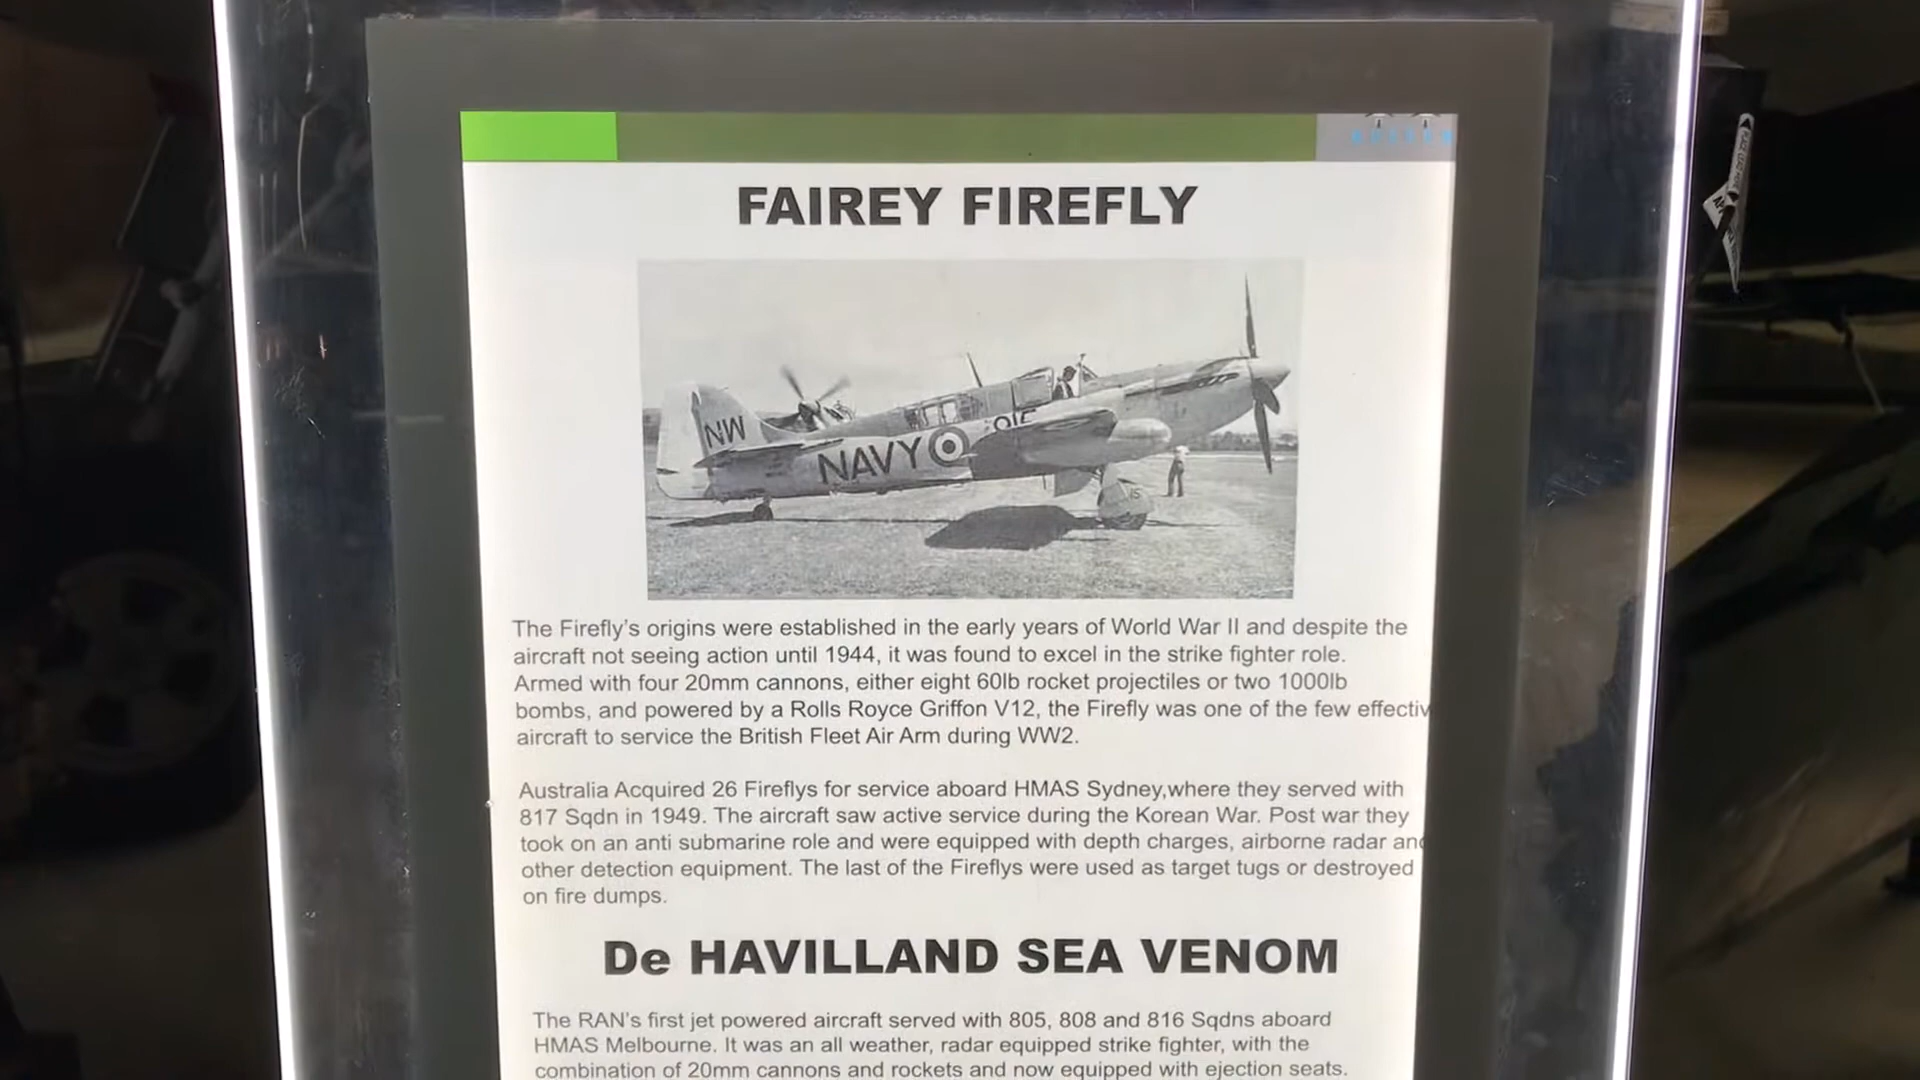 FAIREY FIREFLY
NW
NAVY
The Firefly's origins were established in the early years of World War II and despite the
aircraft not seeing action until 1944, it was found to excel in the strike fighter role.
Armed with four 20mm cannons, either eight 60lb rocket projectiles or two 1000lb
bombs, and powered by a Rolls Royce Griffon V12, the Firefly was one of the few effectiv
aircraft to service the British Fleet Air Arm during WW2.
Australia Acquired 26 Fireflys for service aboard HMAS Sydney,where they served with
817 Sqdn in 1949. The aircraft saw active service during the Korean War. Post war they
took on an anti submarine role and were equipped with depth charges, airborne radar and
other detection equipment. The last of the Fireflys were used as target tugs or destroyed
on fire dumps.
De HAVILLAND SEA VENOM
The RAN's first jet powered aircraft served with 805, 808 and 816 Sqdns aboard
HMAS Melbourne. It was an all weather, radar equipped strike fighter, with the
combination of 20mm cannons and rockets and now equipped with ejection seats.